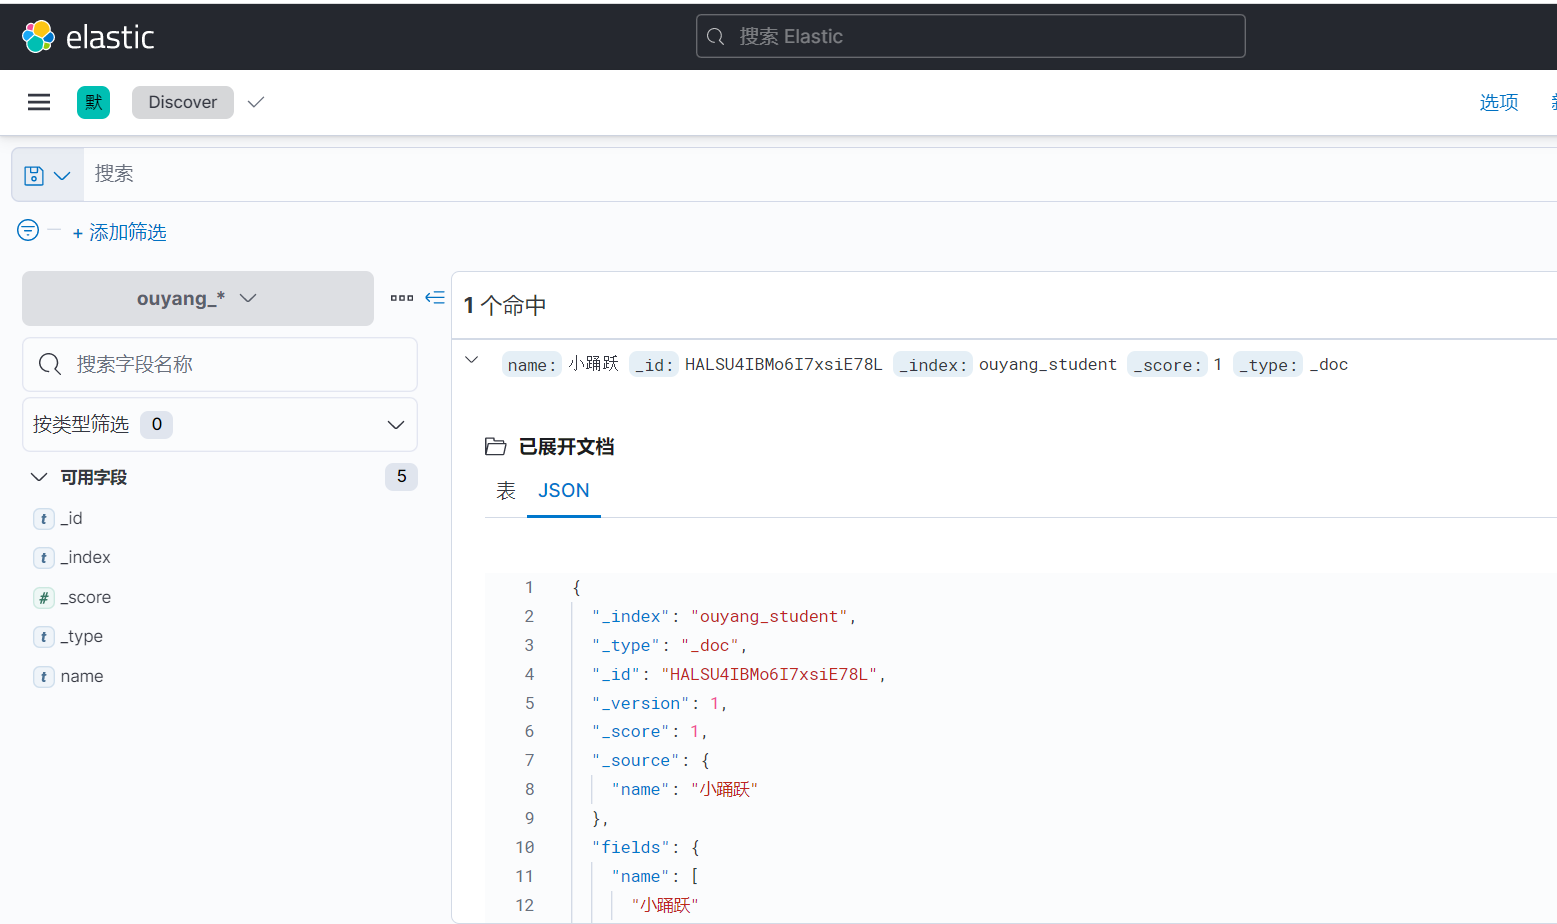 elastic
搜索 Elastic
默
Discover
选项
搜索
+ 添加筛选
ouyang_*
1 个命中
搜索字段名称
name: 小踊跃 _id: HALSU4IBMo6I7xsiE78L _index: ouyang_student _score: 1 _type: _doc
按类型筛选 0
已展开文档
可用字段 5
表 JSON
t _id
t _index
# _score
t _type
t name
1 {
2 "_index": "ouyang_student",
3 "_type": "_doc",
4 "_id": "HALSU4IBMo6I7xsiE78L",
5 "_version": 1,
6 "_score": 1,
7 "_source": {
8 "name": "小踊跃"
9 },
10 "fields": {
11 "name": [
12 "小踊跃"